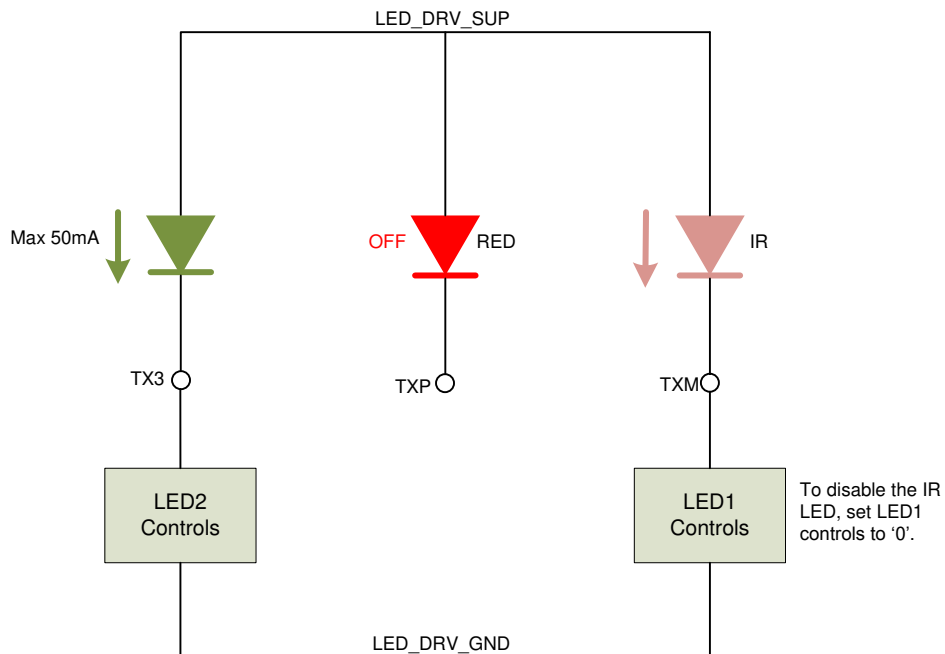 LED_DRV_SUP
Max 50mA
OFF
RED
IR
TX3
TXP
TXM
LED2
Controls
LED1
Controls
To disable the IR
LED, set LED1
controls to ‘0’.
LED_DRV_GND